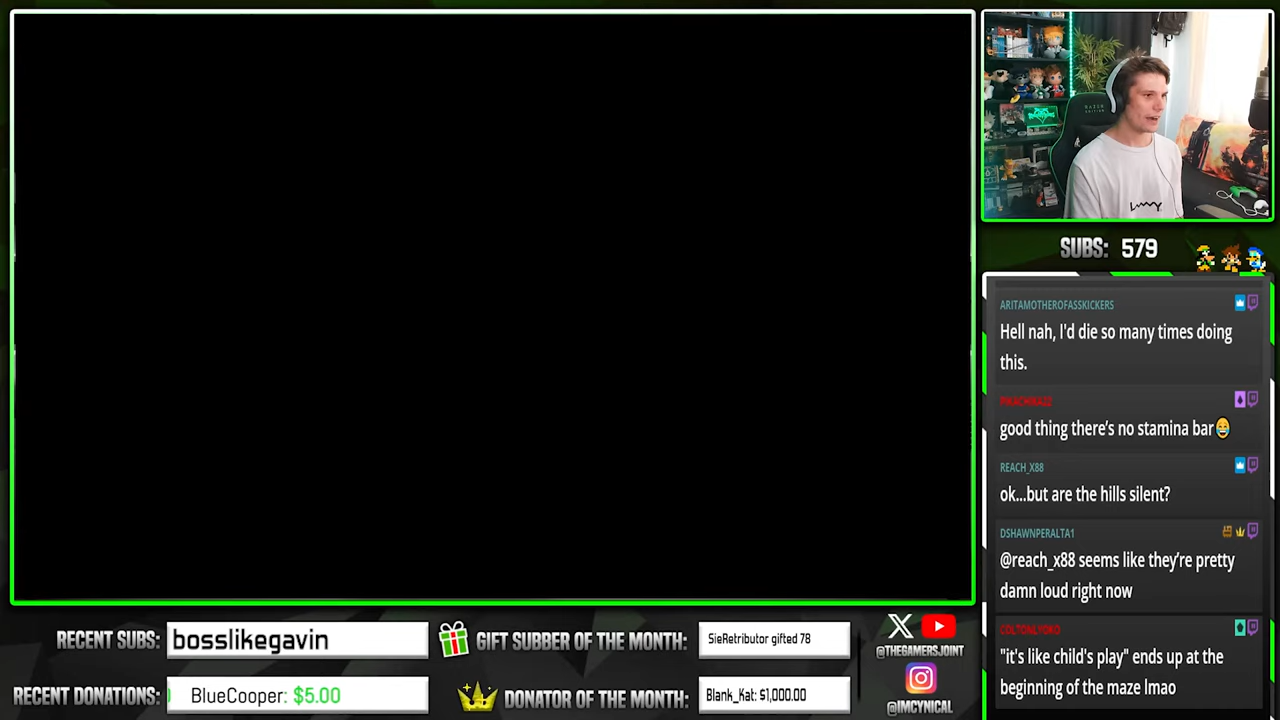 SUBS: 579
ARITAMOTHEROFASSKICKERS
Hell nah, I'd die so many times doing
this.
good thing there's no stamina bar😂
REACH_X88
ok...but are the hills silent?
DSHAWNPERALTA1
@reach_x88 seems like they're pretty
damn loud right now
COLTONLYOKO
"it's like child's play" ends up at the
beginning of the maze lmao
RECENT SUBS: bosslikegavin
GIFT SUBBER OF THE MONTH: SieRetributor gifted 78
@THEGAMERSJOINT
RECENT DONATIONS: BlueCooper: $5.00
DONATOR OF THE MONTH: Blank_Kat: $1,000.00
@IMCYNICAL